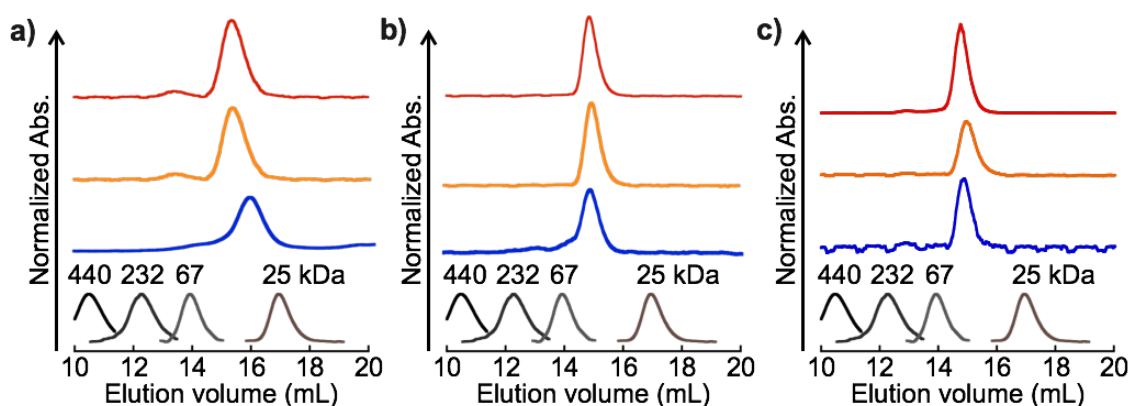 a)
Normalized Abs.
440 232 67 25 kDa
10 12 14 16 18 20
Elution volume (mL)
b)
Normalized Abs.
440 232 67 25 kDa
10 12 14 16 18 20
Elution volume (mL)
c)
Normalized Abs.
440 232 67 25 kDa
10 12 14 16 18 20
Elution volume (mL)